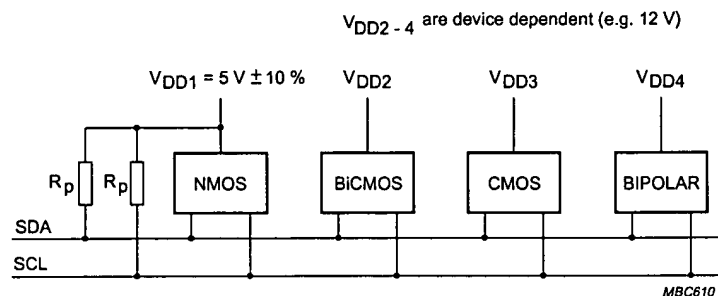 VDD2 - 4 are device dependent (e.g. 12 V)
VDD1 = 5 V ± 10 % VDD2 VDD3 VDD4
Rp Rp NMOS BiCMOS CMOS BIPOLAR
SDA
SCL
MBC610